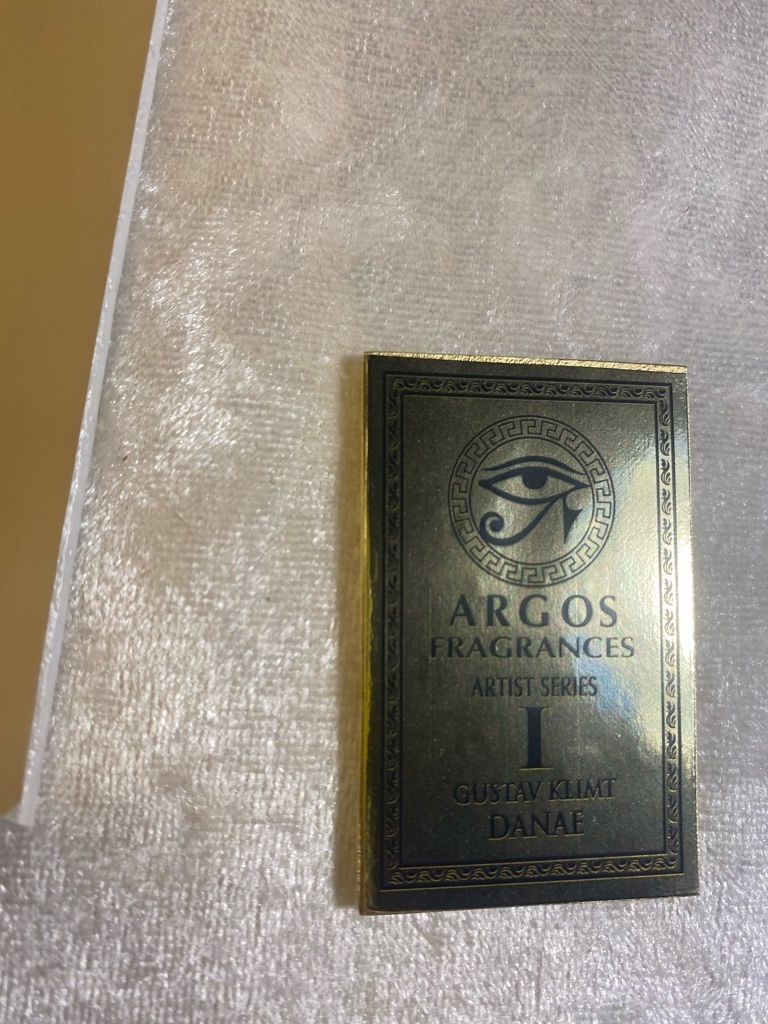 ARGOS
FRAGRANCES
ARTIST SERIES
I
GUSTAV KLIMT
DANAE